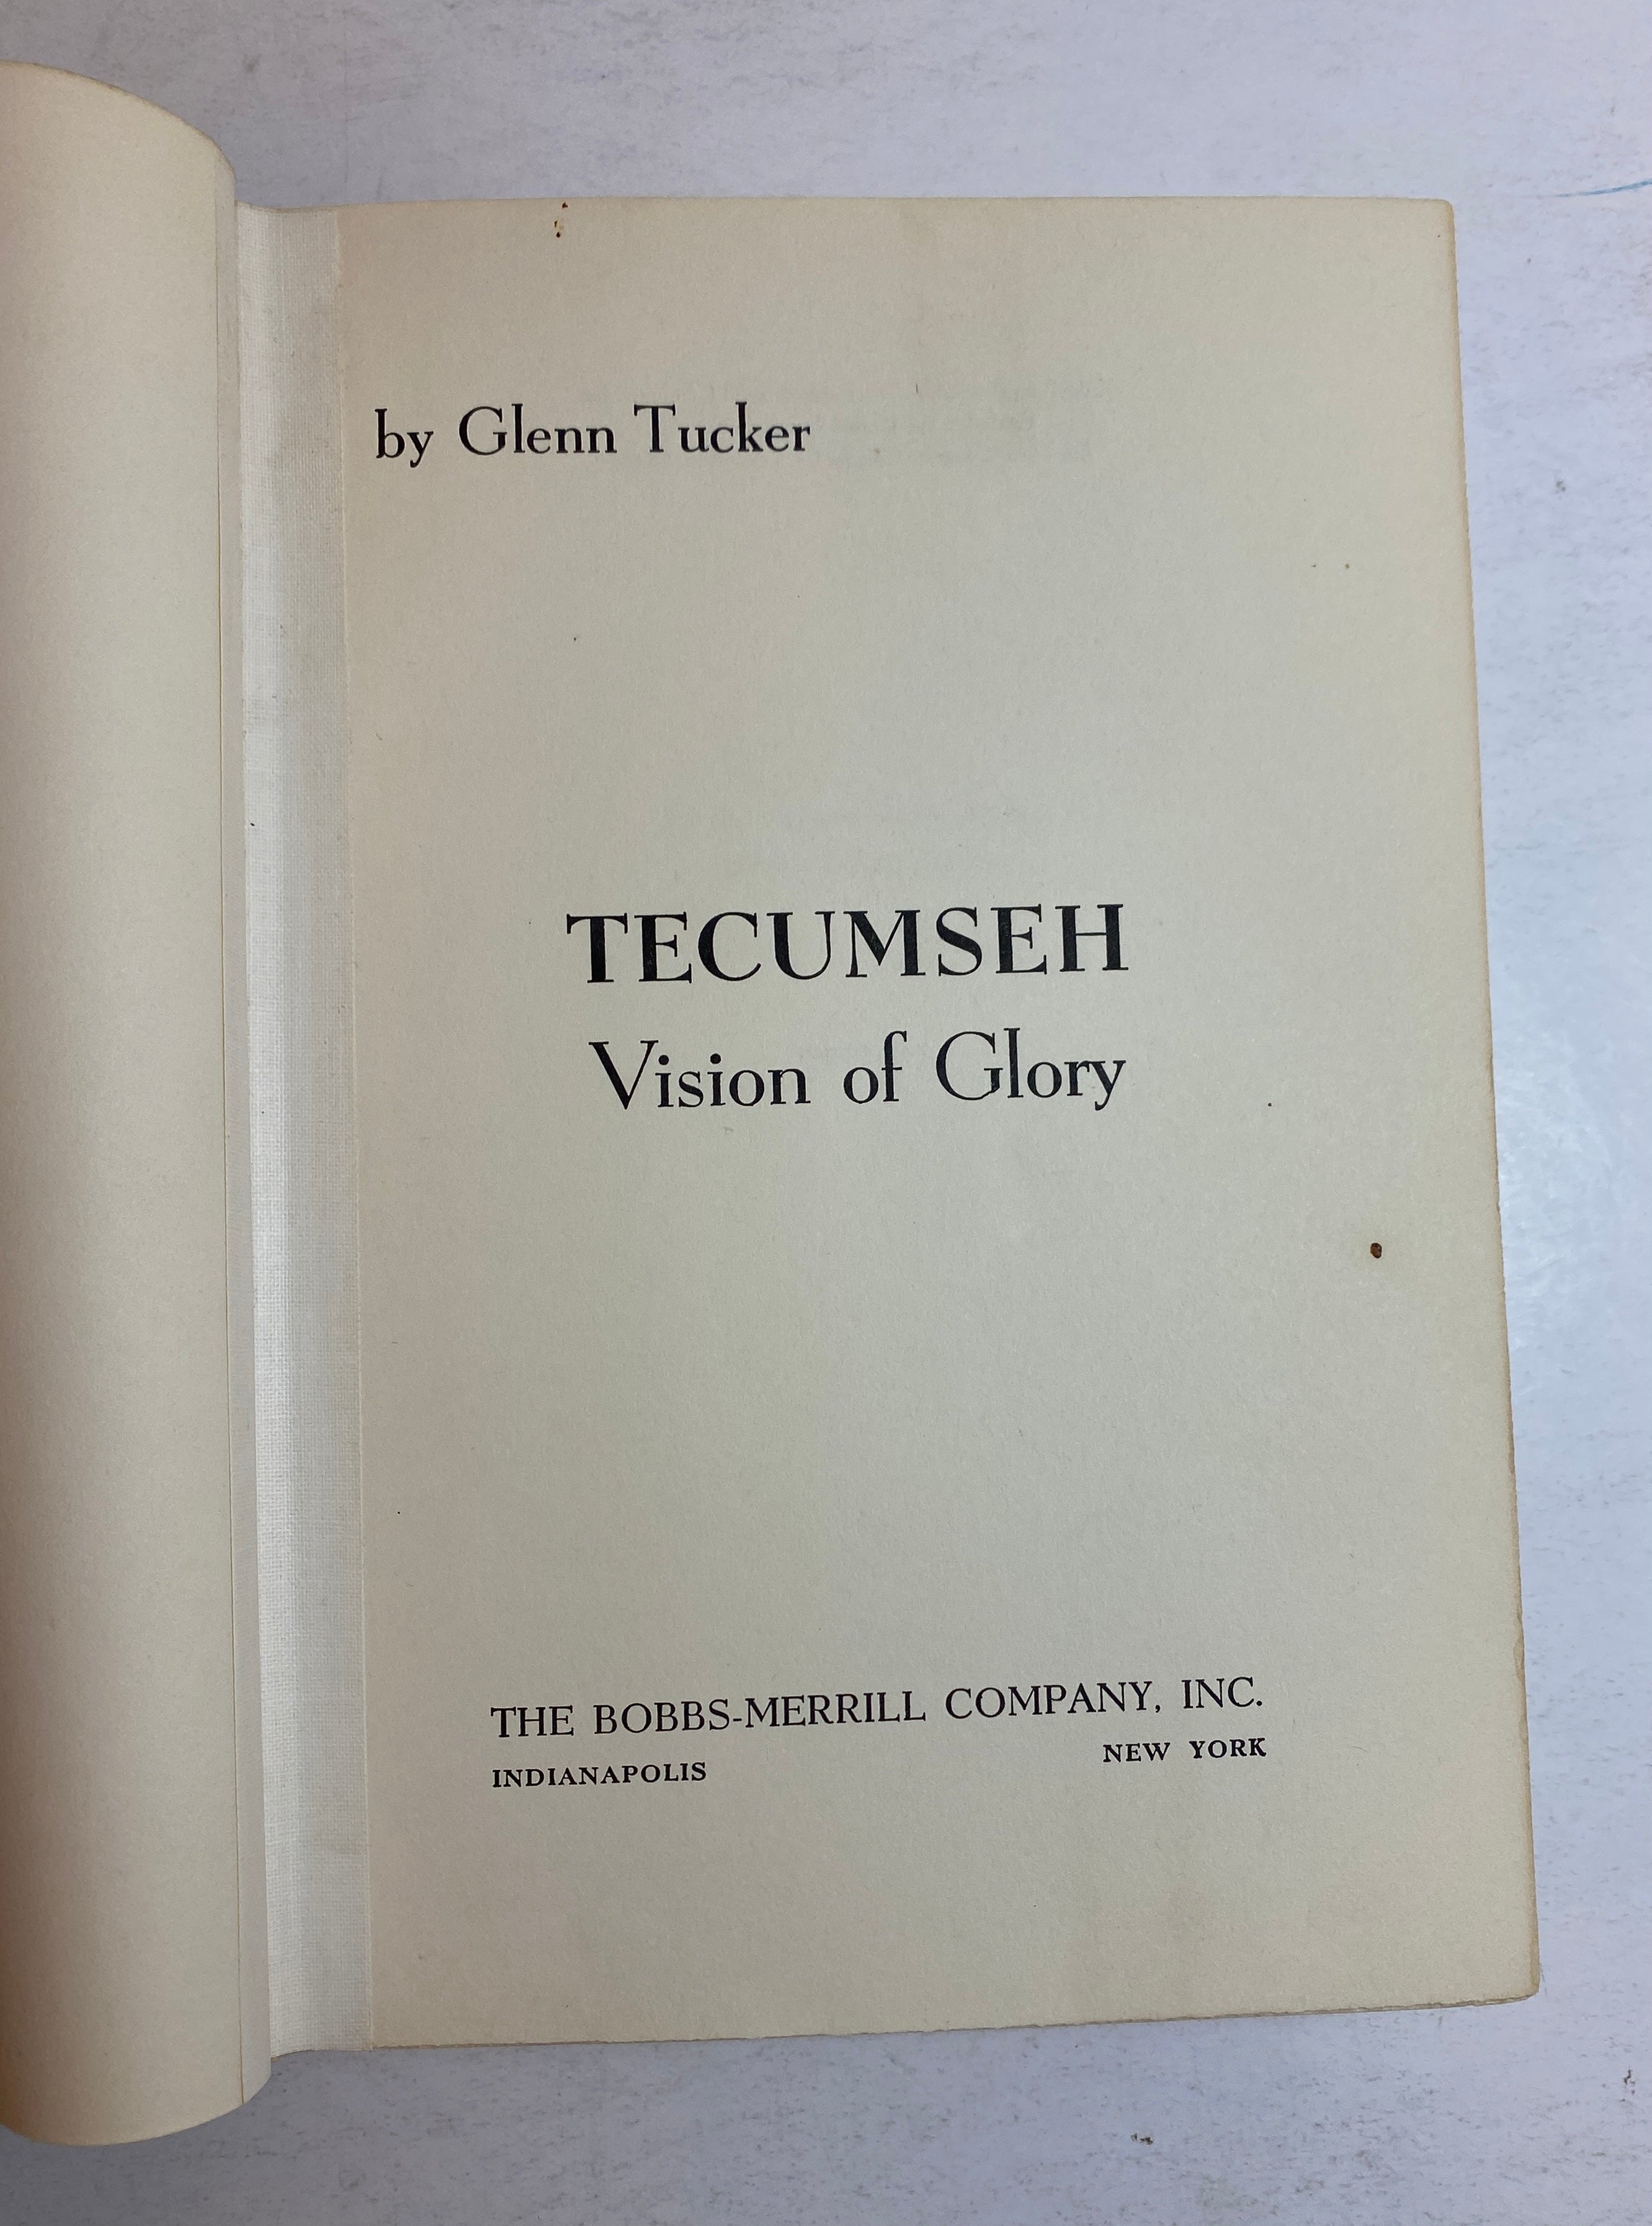 by Glenn Tucker
TECUMSEH
Vision of Glory
THE BOBBS-MERRILL COMPANY, INC.
INDIANAPOLIS NEW YORK